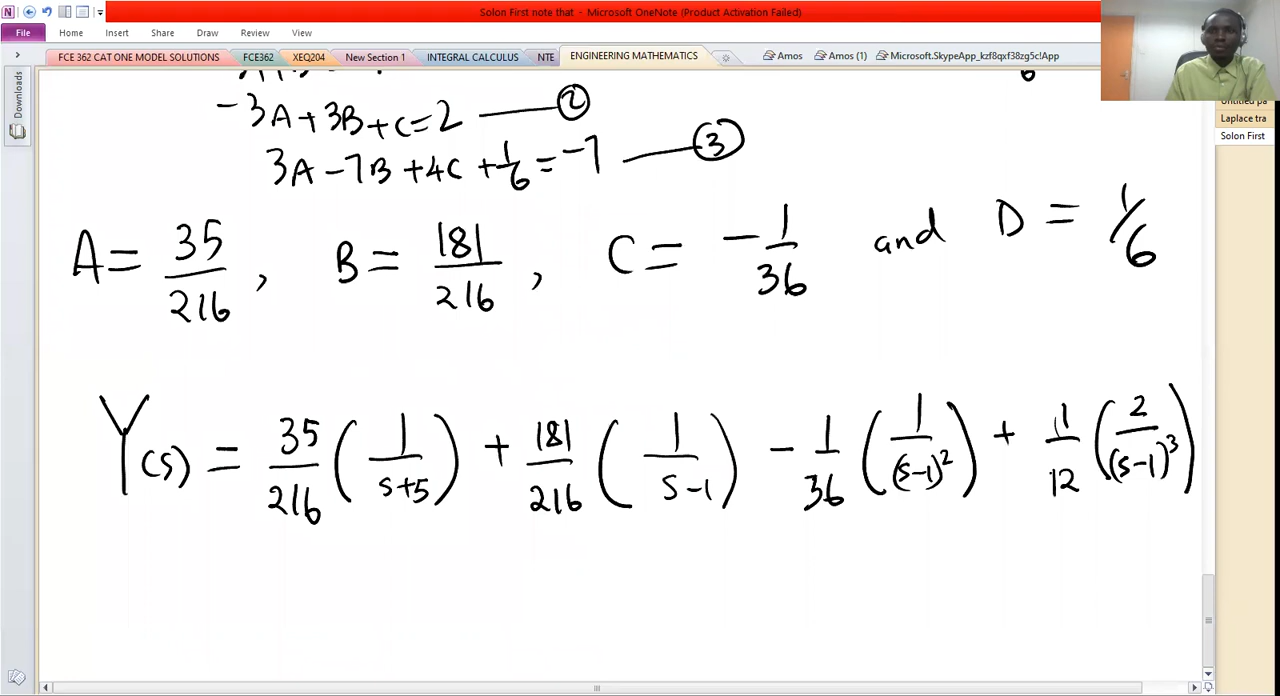 Solon First note that - Microsoft OneNote (Product Activation Failed)
File Home Insert Share Draw Review View
FCE 362 CAT ONE MODEL SOLUTIONS FCE362 XEQ204 New Section 1 INTEGRAL CALCULUS NTE ENGINEERING MATHEMATICS Amos Amos (1) Microsoft.SkypeApp_kzf8qxf38zg5c!App
Downloads
Laplace tra
Solon First
-3A+3B+C=2 ——— ②
3A-7B+4C+1/6=-7 ——— ③
A= 35/216, B= 181/216, C= -1/36 and D= 1/6
Y(s) = 35/216 (1/(s+5)) + 181/216 (1/(s-1)) - 1/36 (1/(s-1)²) + 1/12 (2/(s-1)³)